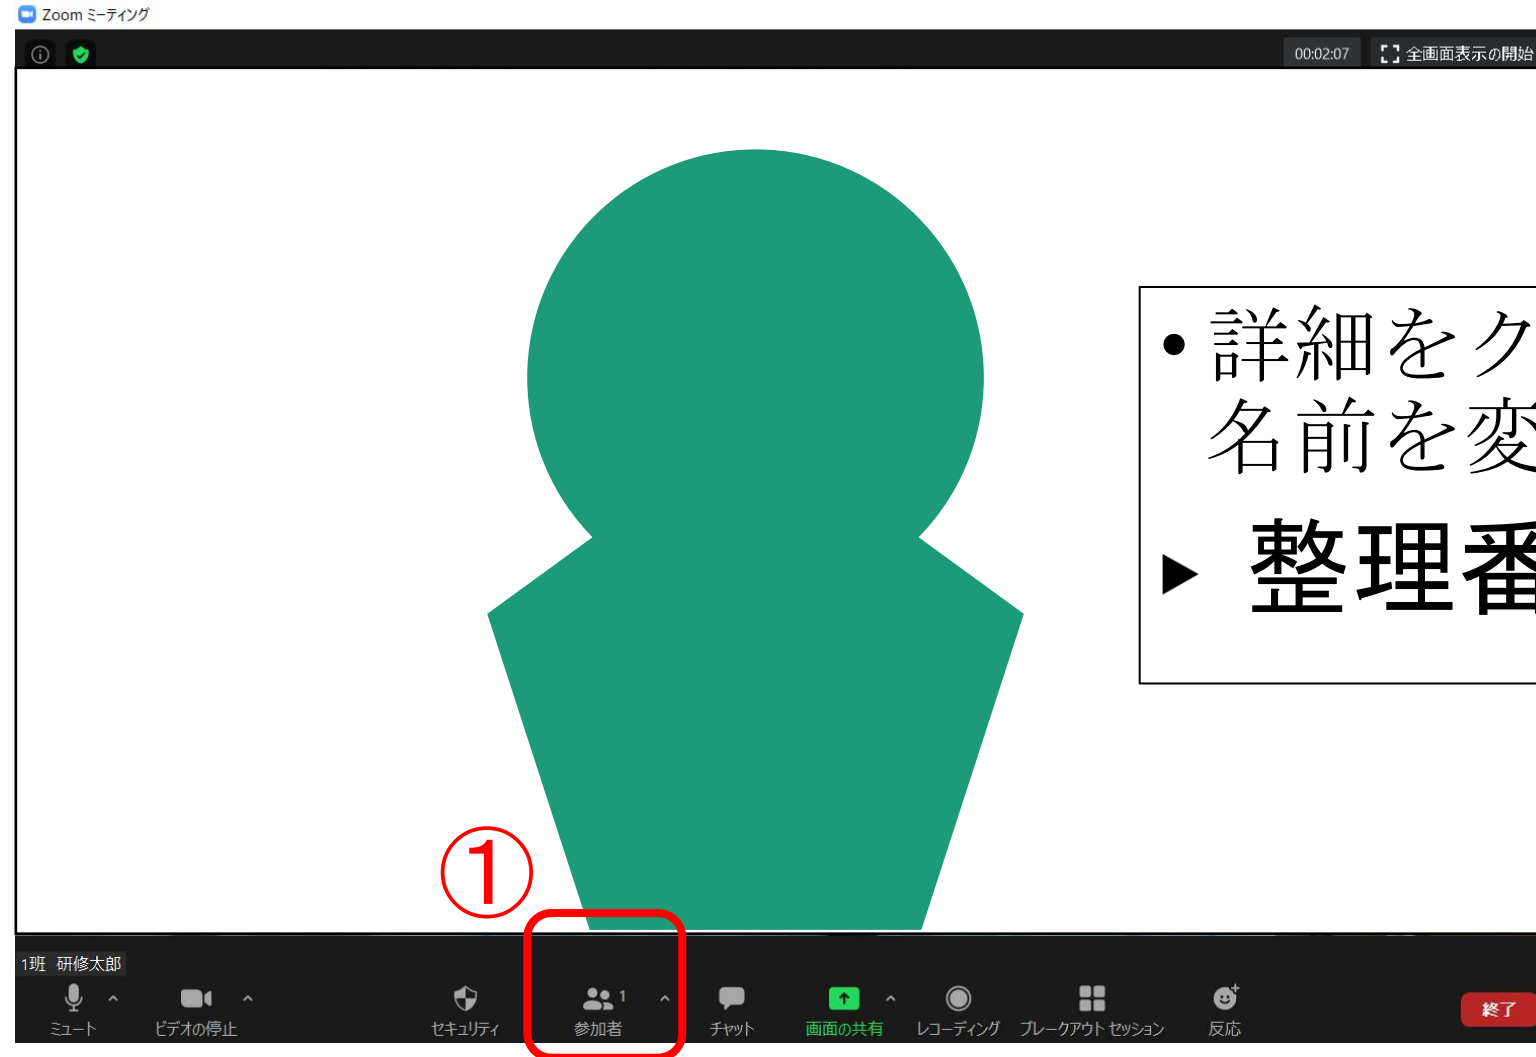 Zoom ミーティング
00:02:07 全画面表示の開始
• 詳細をク
名前を変
▶ 整理番
①
1班 研修太郎
1
ミュート ビデオの停止 セキュリティ 参加者 チャット 画面の共有 レコーディング ブレークアウト セッション 反応 終了